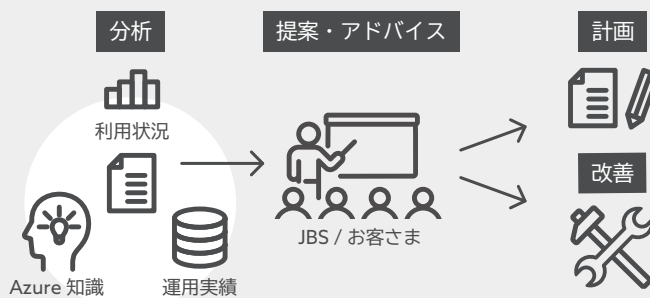 分析
提案・アドバイス
計画
利用状況
改善
JBS / お客さま
Azure 知識
運用実績